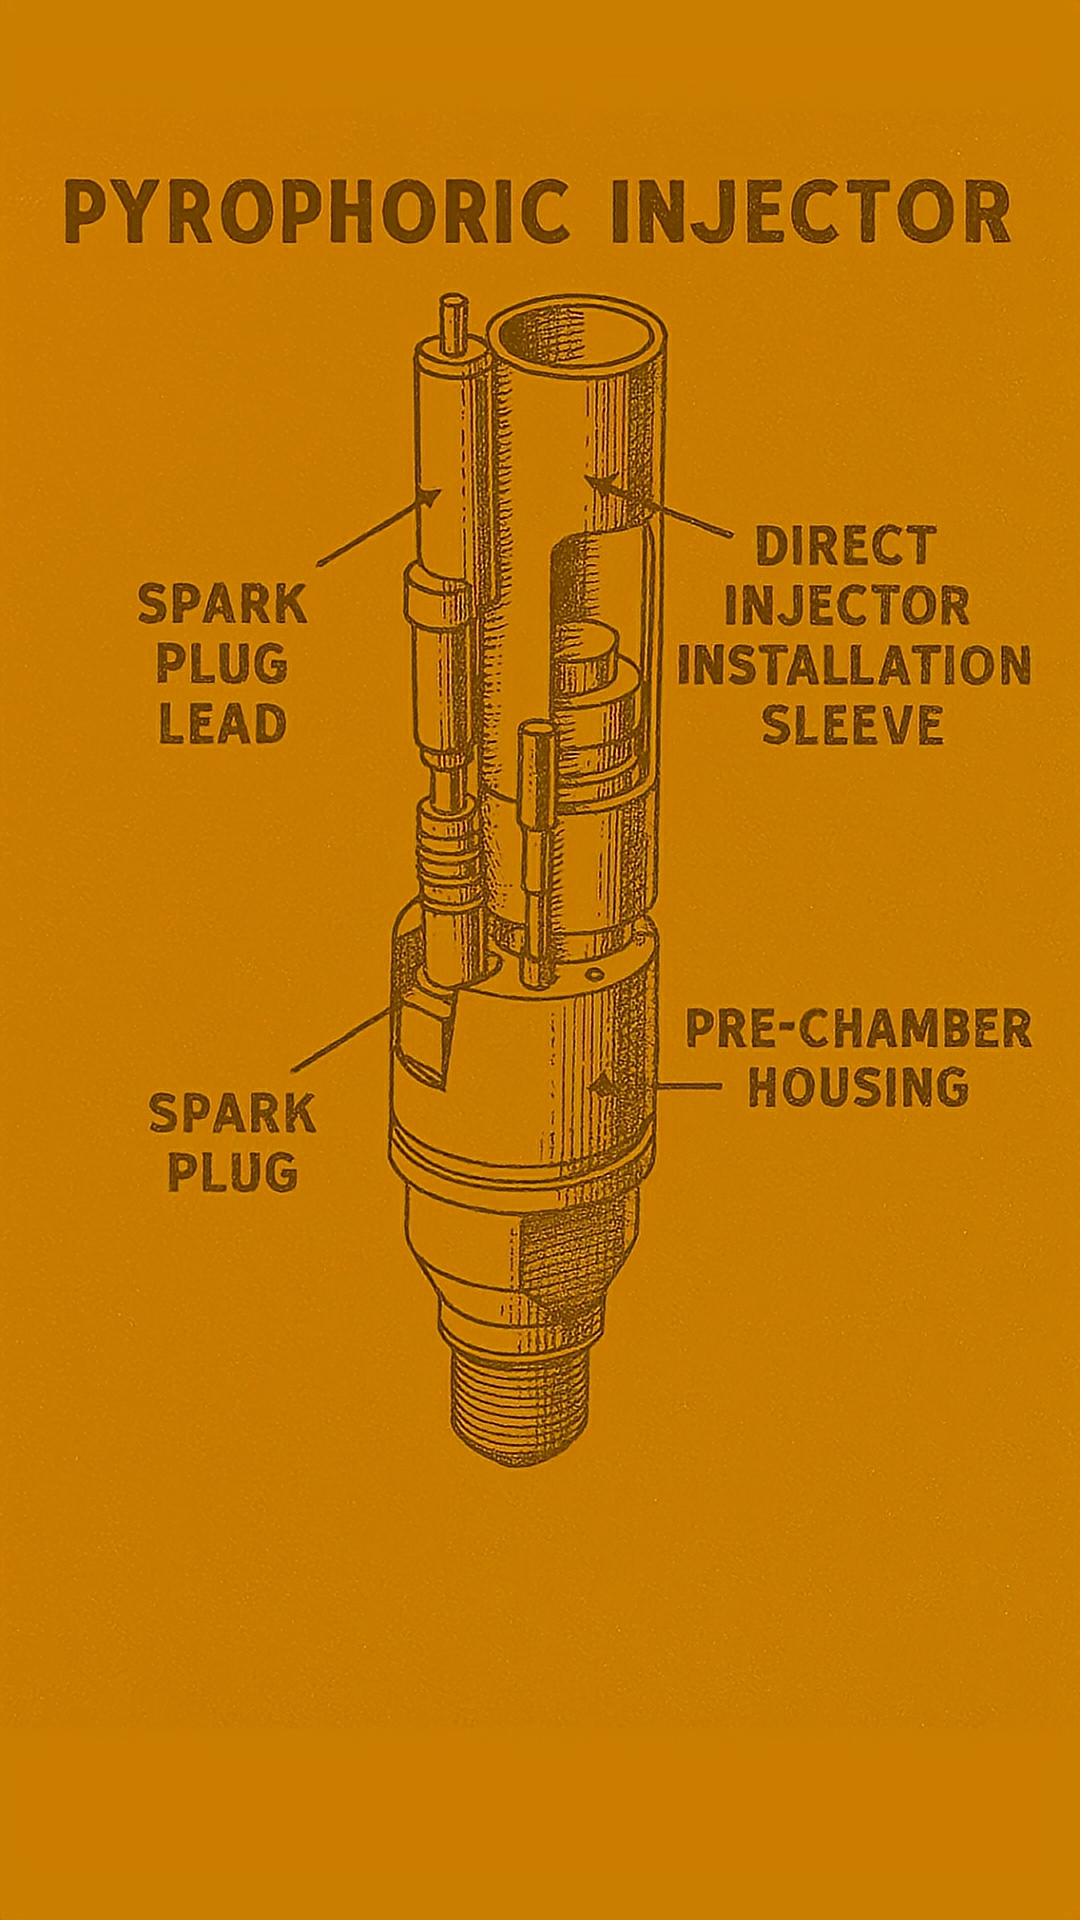 PYROPHORIC INJECTOR
DIRECT
INJECTOR
INSTALLATION
SLEEVE
SPARK
PLUG
LEAD
PRE-CHAMBER
HOUSING
SPARK
PLUG